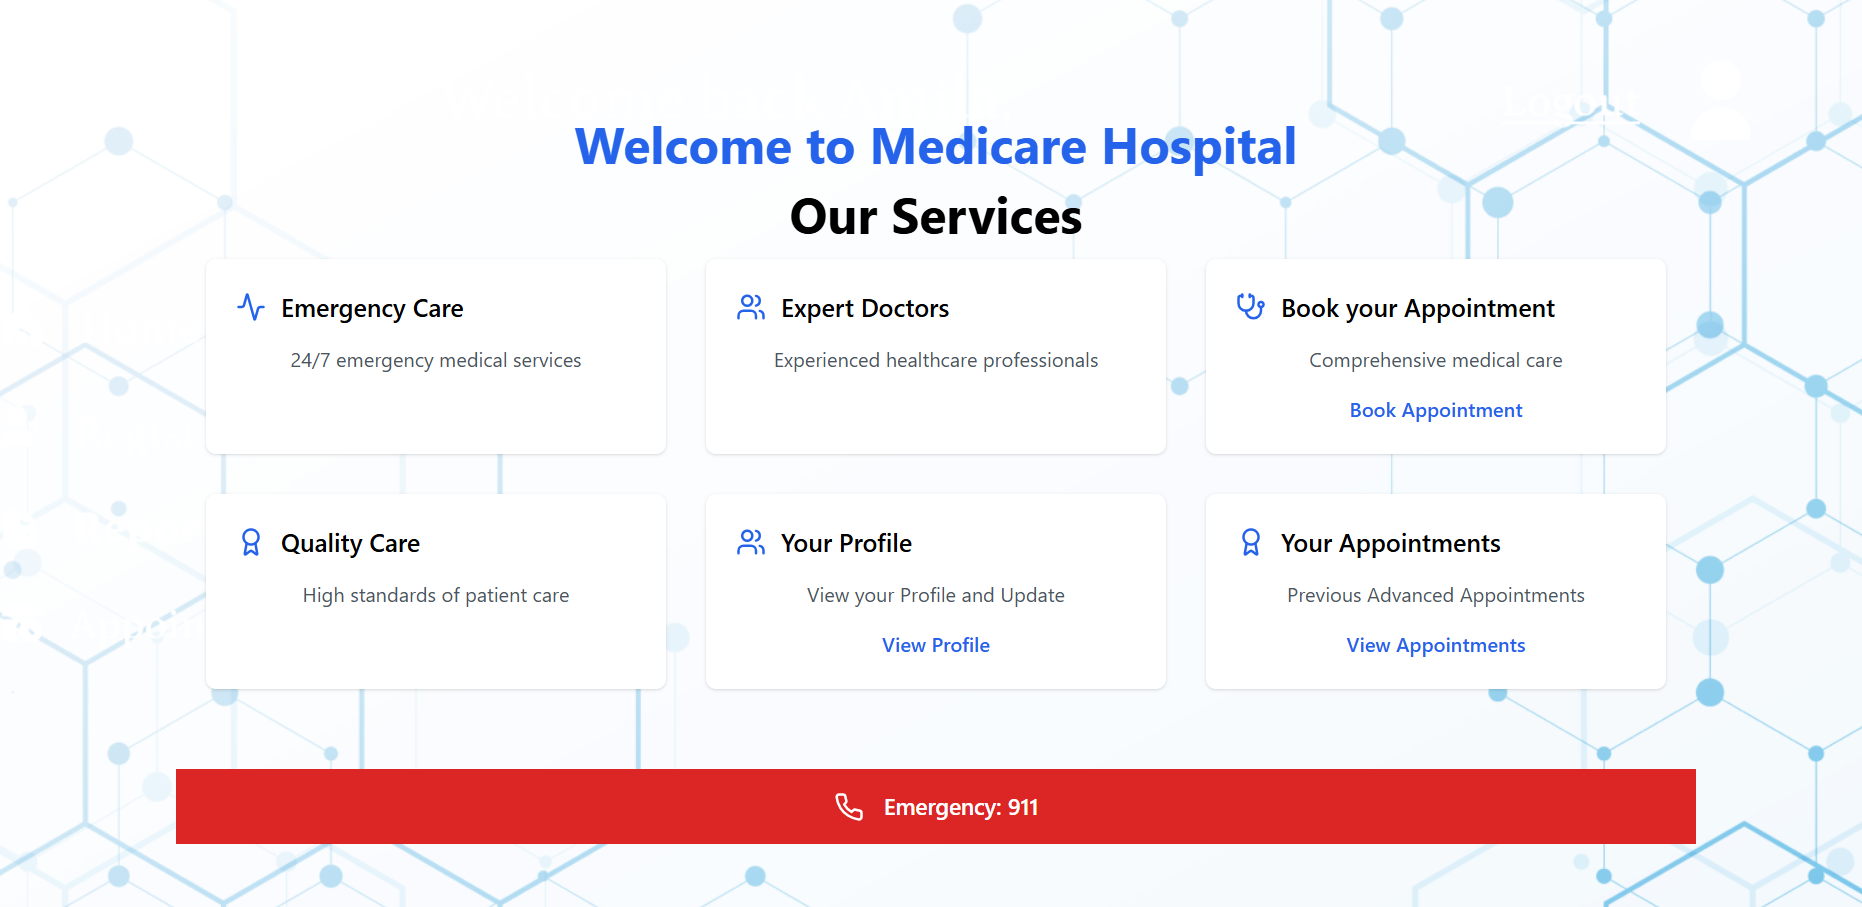 Logout
Welcome to Medicare Hospital
Our Services
Emergency Care
24/7 emergency medical services
Expert Doctors
Experienced healthcare professionals
Book your Appointment
Comprehensive medical care
Book Appointment
Quality Care
High standards of patient care
Your Profile
View your Profile and Update
View Profile
Your Appointments
Previous Advanced Appointments
View Appointments
Emergency: 911